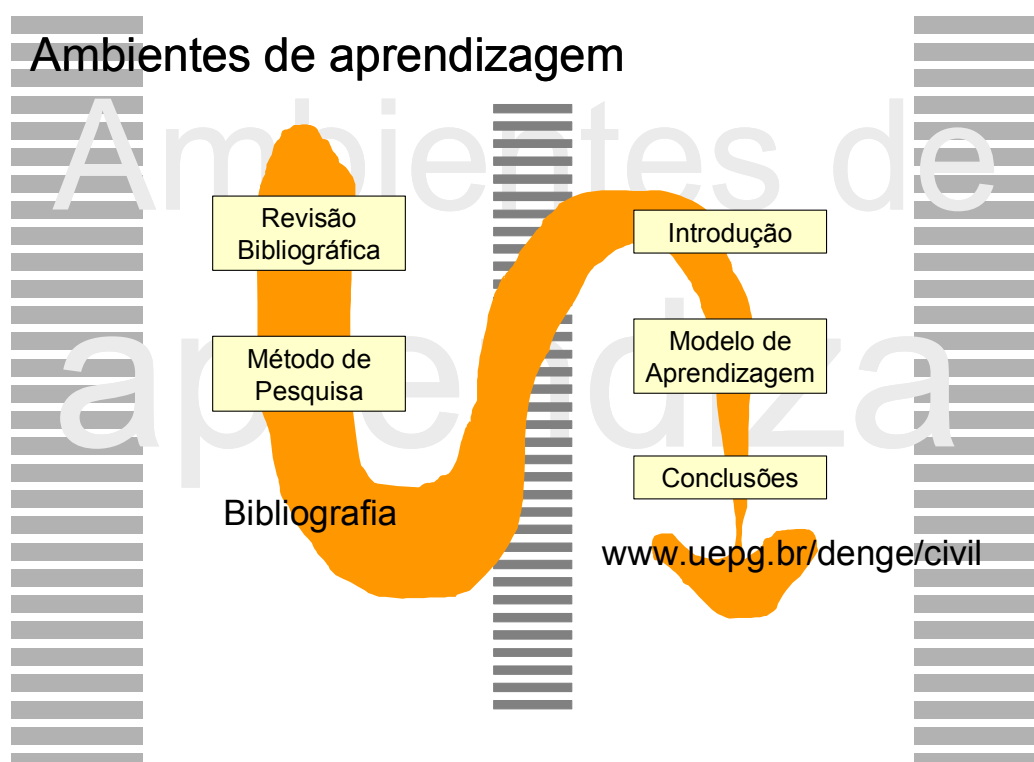 Ambientes de aprendizagem
Ambientes de
aprendiza
Revisão
Bibliográfica
Método de
Pesquisa
Bibliografia
Introdução
Modelo de
Aprendizagem
Conclusões
www.uepg.br/denge/civil